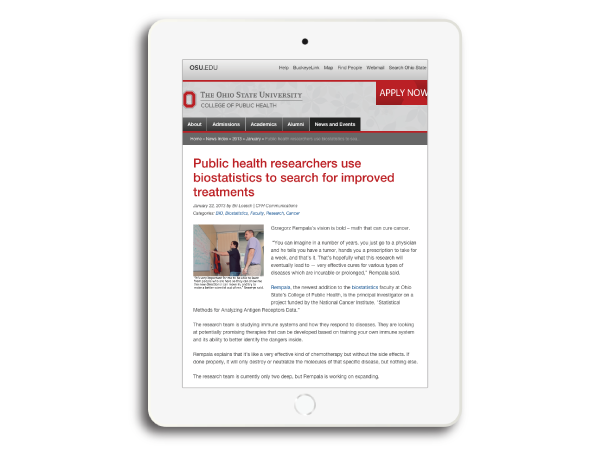 OSU.EDU
Help BuckeyeLink Map Find People Webmail Search Ohio State
THE OHIO STATE UNIVERSITY
COLLEGE OF PUBLIC HEALTH
APPLY NOW
About Admissions Academics Alumni News and Events
Home » News Index » 2013 » January » Public health researchers use biostatistics to sea
Public health researchers use
biostatistics to search for improved
treatments
January 22, 2013 by
| CPH Communications
Categories: BIO, Biostatistics, Faculty, Research, Cancer
Grzegorz Rempala's vision is bold – math that can cure cancer.
"You can imagine in a number of years, you just go to a physician
and he tells you have a tumor, hands you a prescription to take for
a week, and that's it. That's hopefully what this research will
eventually lead to — very effective cures for various types of
diseases which are incurable or prolonged," Rempala said.
Rempala, the newest addition to the biostatistics faculty at Ohio
State's College of Public Health, is the principal investigator on a
project funded by the National Cancer Institute, "Statistical
Methods for Analyzing Antigen Receptors Data."
The research team is studying immune systems and how they respond to diseases. They are looking
at potentially promising therapies that can be developed based on training your own immune system
and its ability to better identify the dangers inside.
Rempala explains that it's like a very effective kind of chemotherapy but without the side effects. If
done properly, it will only destroy or neutralize the molecules of that specific disease, but nothing else.
The research team is currently only two deep, but Rempala is working on expanding.